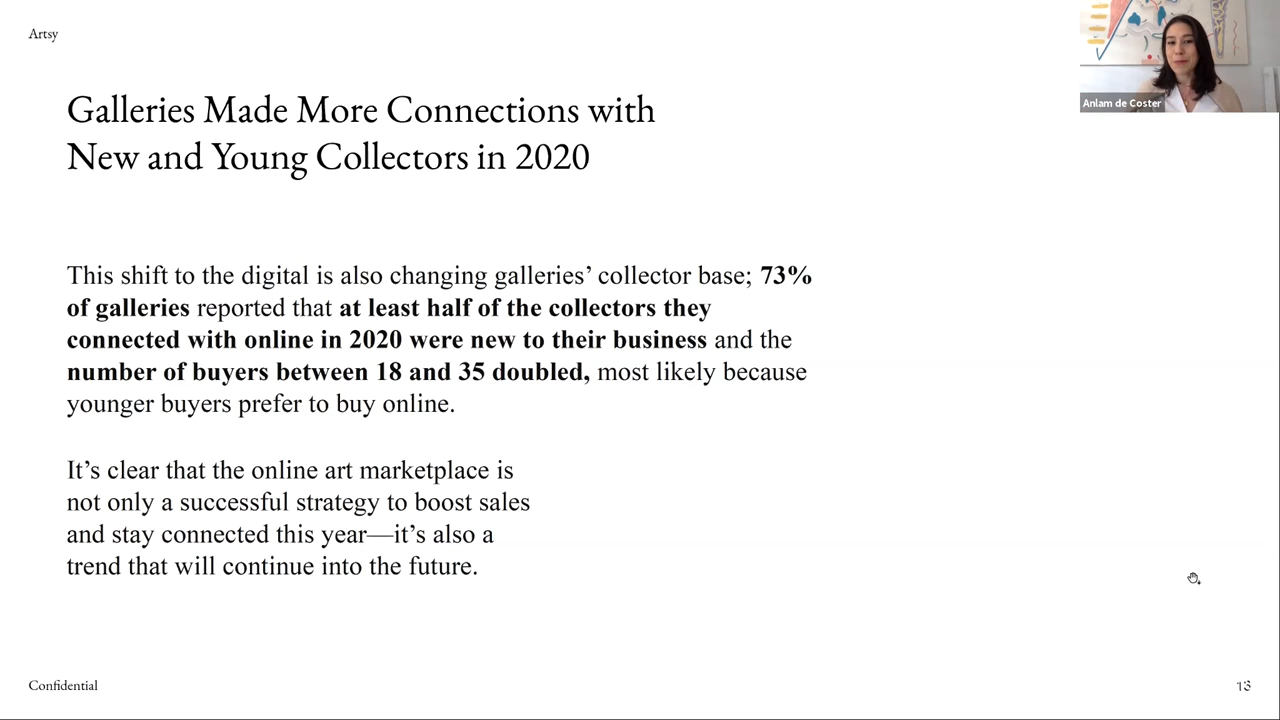 Artsy
Anlam de Coster
Galleries Made More Connections with
New and Young Collectors in 2020
This shift to the digital is also changing galleries’ collector base; 73%
of galleries reported that at least half of the collectors they
connected with online in 2020 were new to their business and the
number of buyers between 18 and 35 doubled, most likely because
younger buyers prefer to buy online.
It’s clear that the online art marketplace is
not only a successful strategy to boost sales
and stay connected this year—it’s also a
trend that will continue into the future.
Confidential